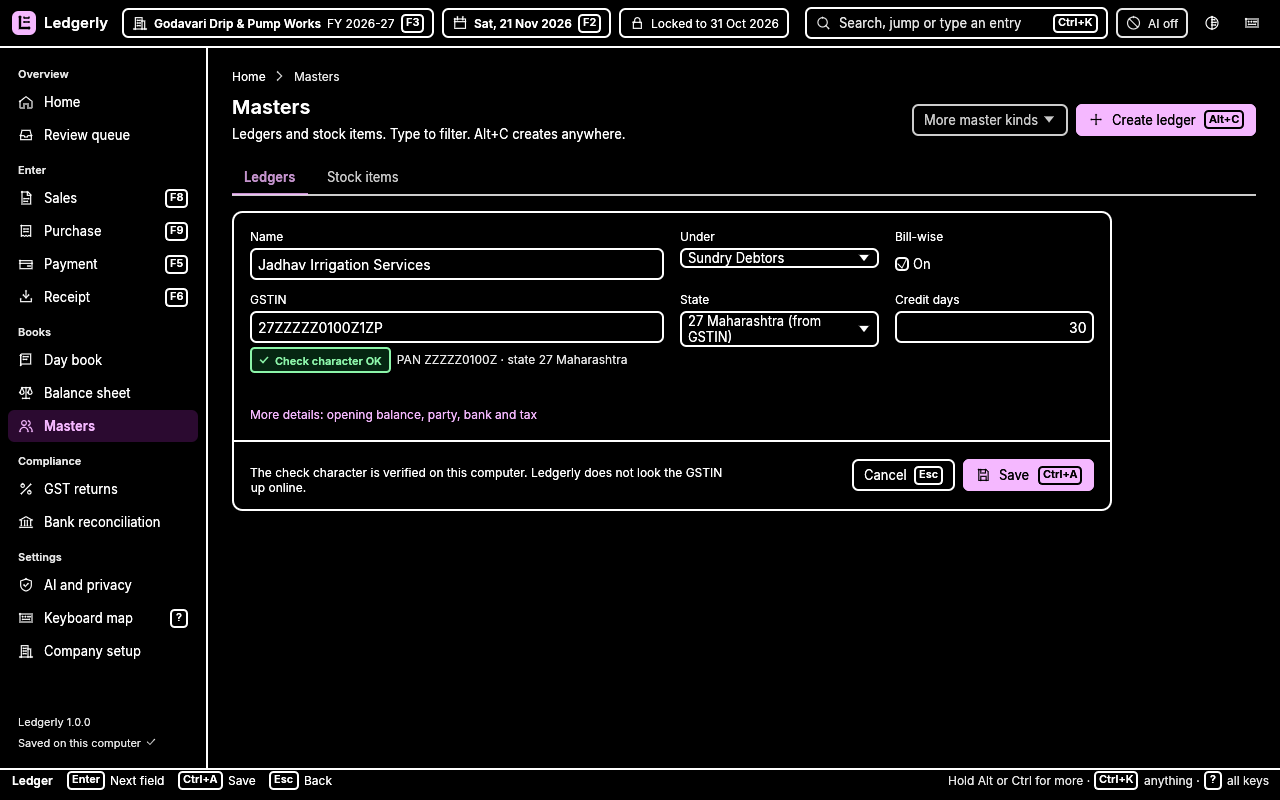 Ledgerly
Godavari Drip & Pump Works FY 2026-27 F3
Sat, 21 Nov 2026 F2
Locked to 31 Oct 2026
Search, jump or type an entry Ctrl+K
AI off
Overview
Home
Review queue
Enter
Sales F8
Purchase F9
Payment F5
Receipt F6
Books
Day book
Balance sheet
Masters
Compliance
GST returns
Bank reconciliation
Settings
AI and privacy
Keyboard map ?
Company setup
Ledgerly 1.0.0
Saved on this computer
Home > Masters
Masters
Ledgers and stock items. Type to filter. Alt+C creates anywhere.
More master kinds
Create ledger Alt+C
Ledgers
Stock items
Name
Jadhav Irrigation Services
Under
Sundry Debtors
Bill-wise
On
GSTIN
27ZZZZZ0100Z1ZP
Check character OK
PAN ZZZZZ0100Z · state 27 Maharashtra
State
27 Maharashtra (from
GSTIN)
Credit days
30
More details: opening balance, party, bank and tax
The check character is verified on this computer. Ledgerly does not look the GSTIN
up online.
Cancel Esc
Save Ctrl+A
Ledger Enter Next field Ctrl+A Save Esc Back
Hold Alt or Ctrl for more · Ctrl+K anything · ? all keys